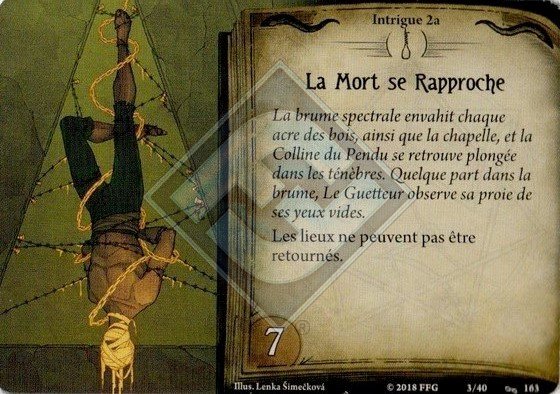 Intrigue 2a
La Mort se Rapproche
La brume spectrale envahit chaque
acre des bois, ainsi que la chapelle, et la
Colline du Pendu se retrouve plongée
dans les ténèbres. Quelque part dans la
brume, Le Guetteur observe sa proie de
ses yeux vides.
Les lieux ne peuvent pas être
retournés.
7
Illus. Lenka Šimečková
© 2018 FFG 3/40 163